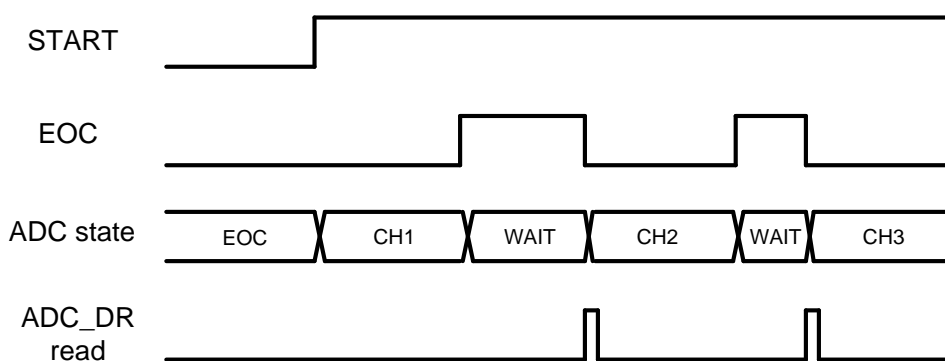 START
EOC
ADC state
EOC CH1 WAIT CH2 WAIT CH3
ADC_DR
read